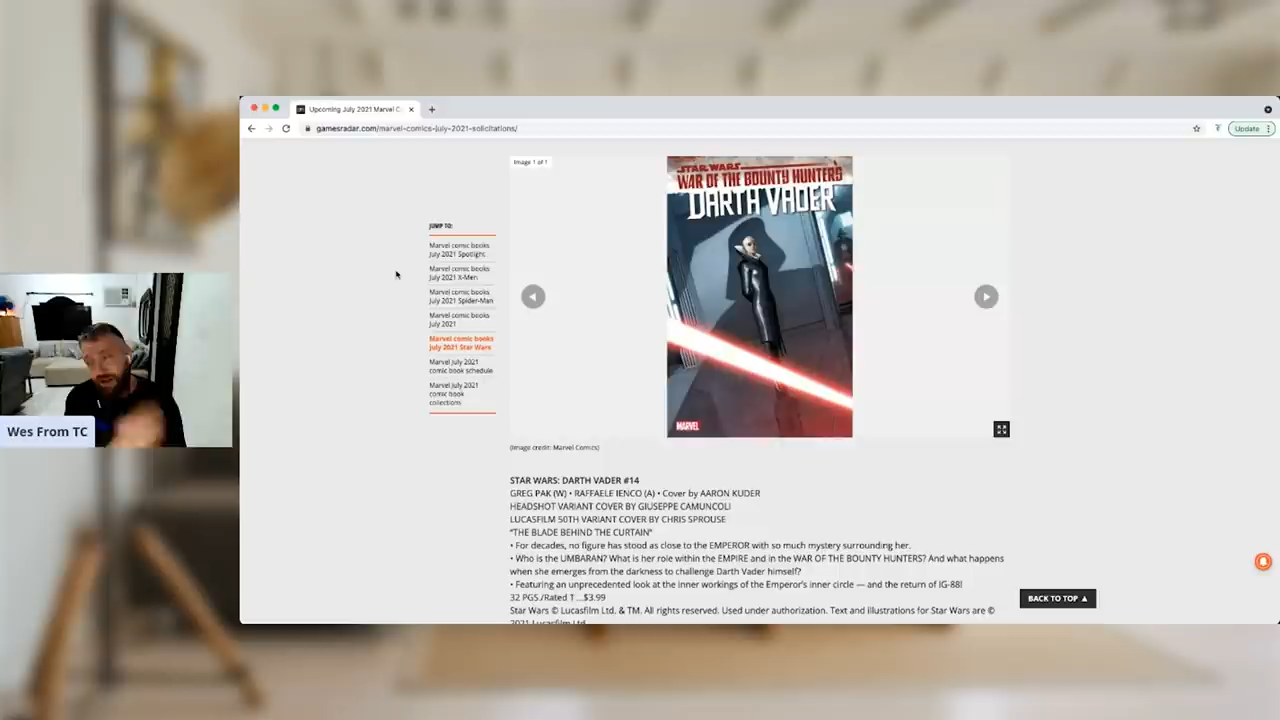 Upcoming July 2021 Marvel C
gamesradar.com/marvel-comics-july-2021-solicitations/
Update
Image 1 of 1
STAR WARS
WAR OF THE BOUNTY HUNTERS
DARTH VADER
MARVEL
JUMP TO:
Marvel comic books
July 2021 Spotlight
Marvel comic books
July 2021 X-Men
Marvel comic books
July 2021 Spider-Man
Marvel comic books
July 2021
Marvel comic books
July 2021 Star Wars
Marvel July 2021
comic book schedule
Marvel July 2021
comic book
collections
Wes From TC
(Image credit: Marvel Comics)
STAR WARS: DARTH VADER #14
GREG PAK (W) • RAFFAELE IENCO (A) • Cover by AARON KUDER
HEADSHOT VARIANT COVER BY GIUSEPPE CAMUNCOLI
LUCASFILM 50TH VARIANT COVER BY CHRIS SPROUSE
"THE BLADE BEHIND THE CURTAIN"
• For decades, no figure has stood as close to the EMPEROR with so much mystery surrounding her.
• Who is the UMBARAN? What is her role within the EMPIRE and in the WAR OF THE BOUNTY HUNTERS? And what happens
when she emerges from the darkness to challenge Darth Vader himself?
• Featuring an unprecedented look at the inner workings of the Emperor's inner circle — and the return of IG-88!
32 PGS./Rated T ...$3.99
Star Wars © Lucasfilm Ltd. & TM. All rights reserved. Used under authorization. Text and illustrations for Star Wars are ©
2021 Lucasfilm Ltd.
BACK TO TOP ▲